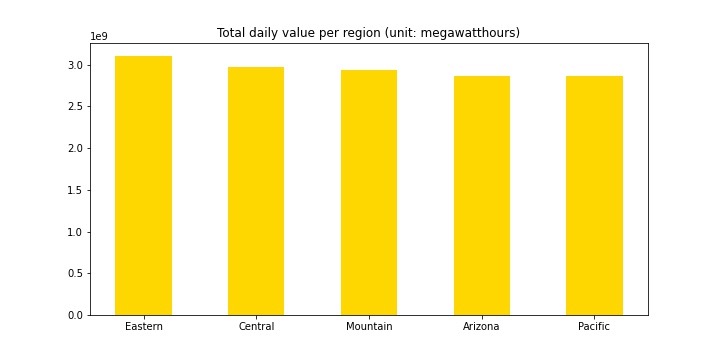 Total daily value per region (unit: megawatthours)
1e9
3.0
2.5
2.0
1.5
1.0
0.5
0.0
Eastern Central Mountain Arizona Pacific